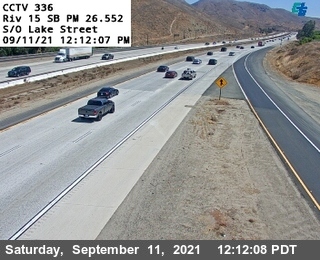 CCTV 336
Riv 15 SB PM 26.552
S/O Lake Street
09/11/21 12:12:07 PM
Saturday, September 11, 2021 12:12:08 PDT